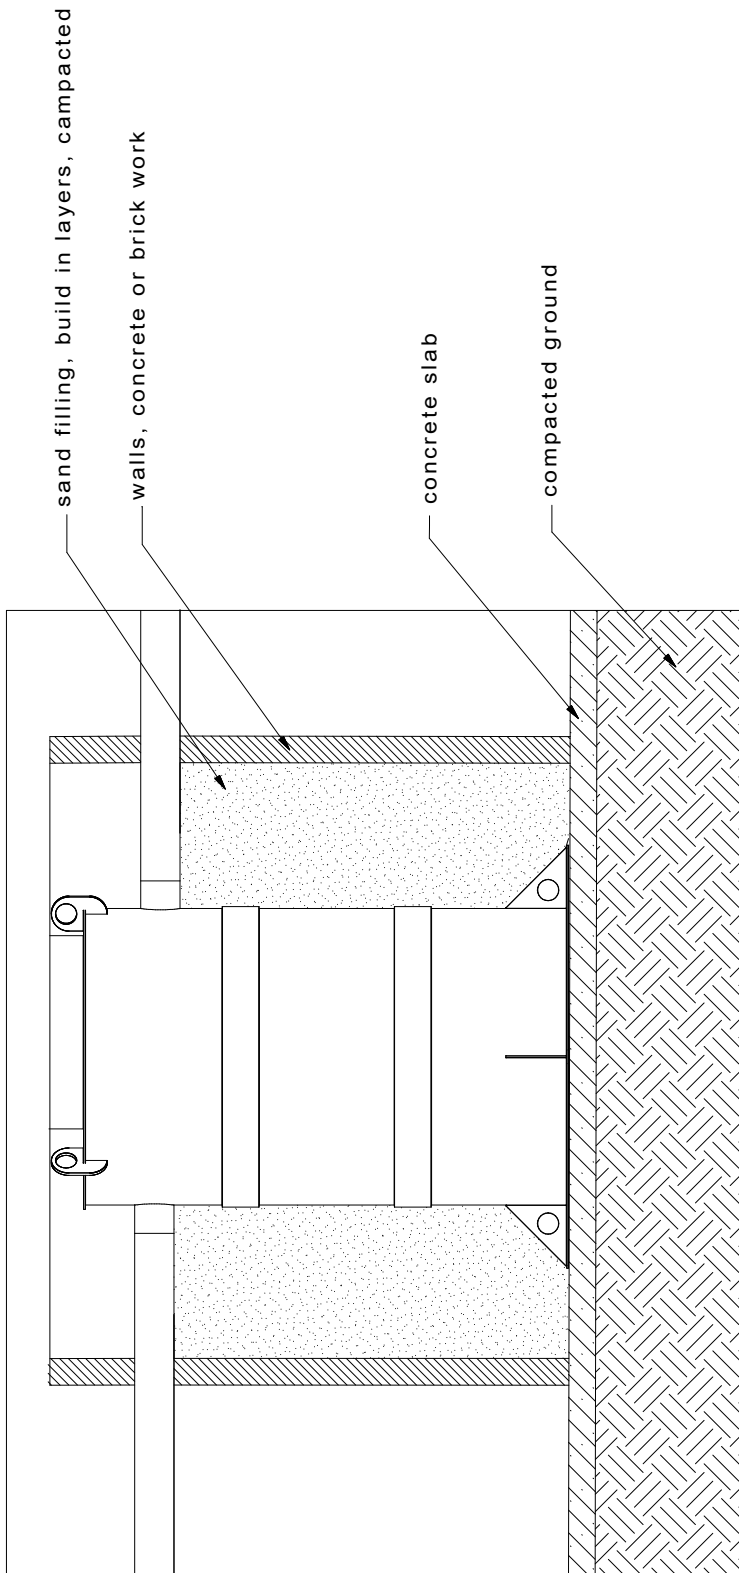 sand filling, build in layers, campacted
walls, concrete or brick work
concrete slab
compacted ground